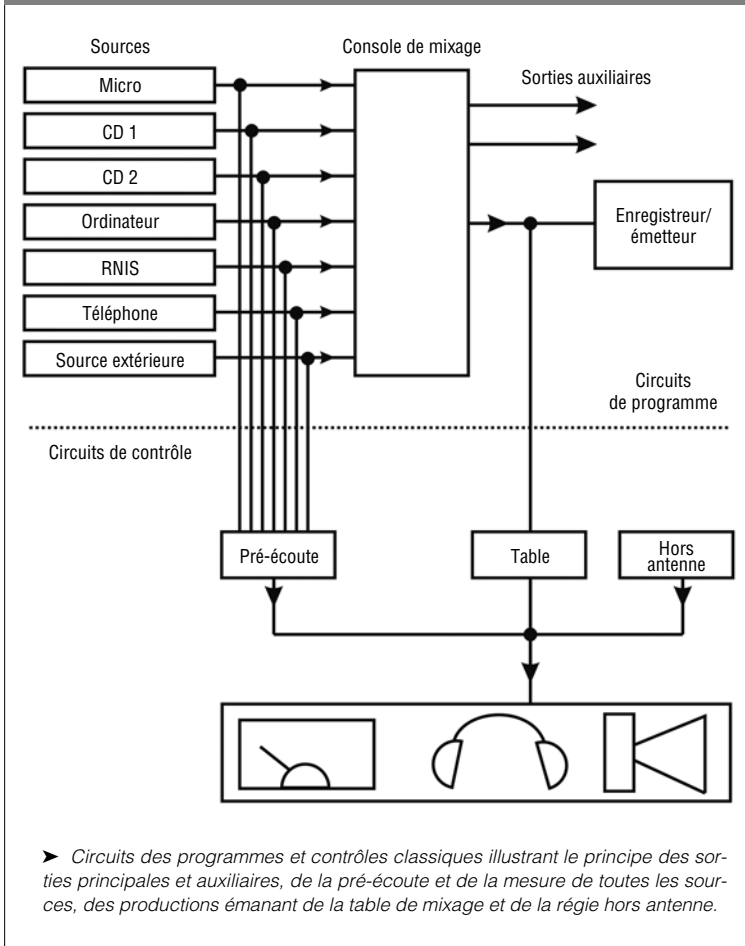 Sources
Console de mixage
Sorties auxiliaires
Micro
CD 1
CD 2
Ordinateur
RNIS
Téléphone
Source extérieure
Enregistreur/
émetteur
Circuits
de programme
Circuits de contrôle
Pré-écoute
Table
Hors
antenne
➤ Circuits des programmes et contrôles classiques illustrant le principe des sor-
ties principales et auxiliaires, de la pré-écoute et de la mesure de toutes les sour-
ces, des productions émanant de la table de mixage et de la régie hors antenne.